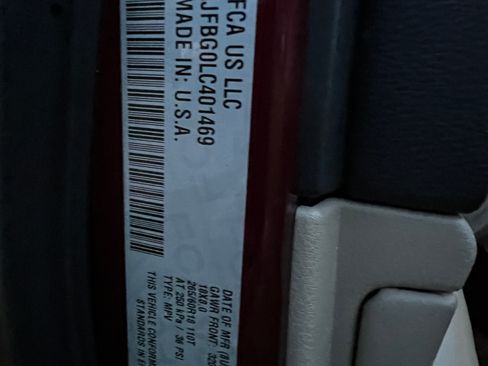 FCA US LLC
JFBG0LC401469
MADE IN: U.S.A.
DATE OF MFR
GAWR FRONT:
18X8.0
265/60R18 110T
AT 250 kPa / 36 PSI
TYPE: MPV
THIS VEHICLE CONFORM
STANDARDS IN